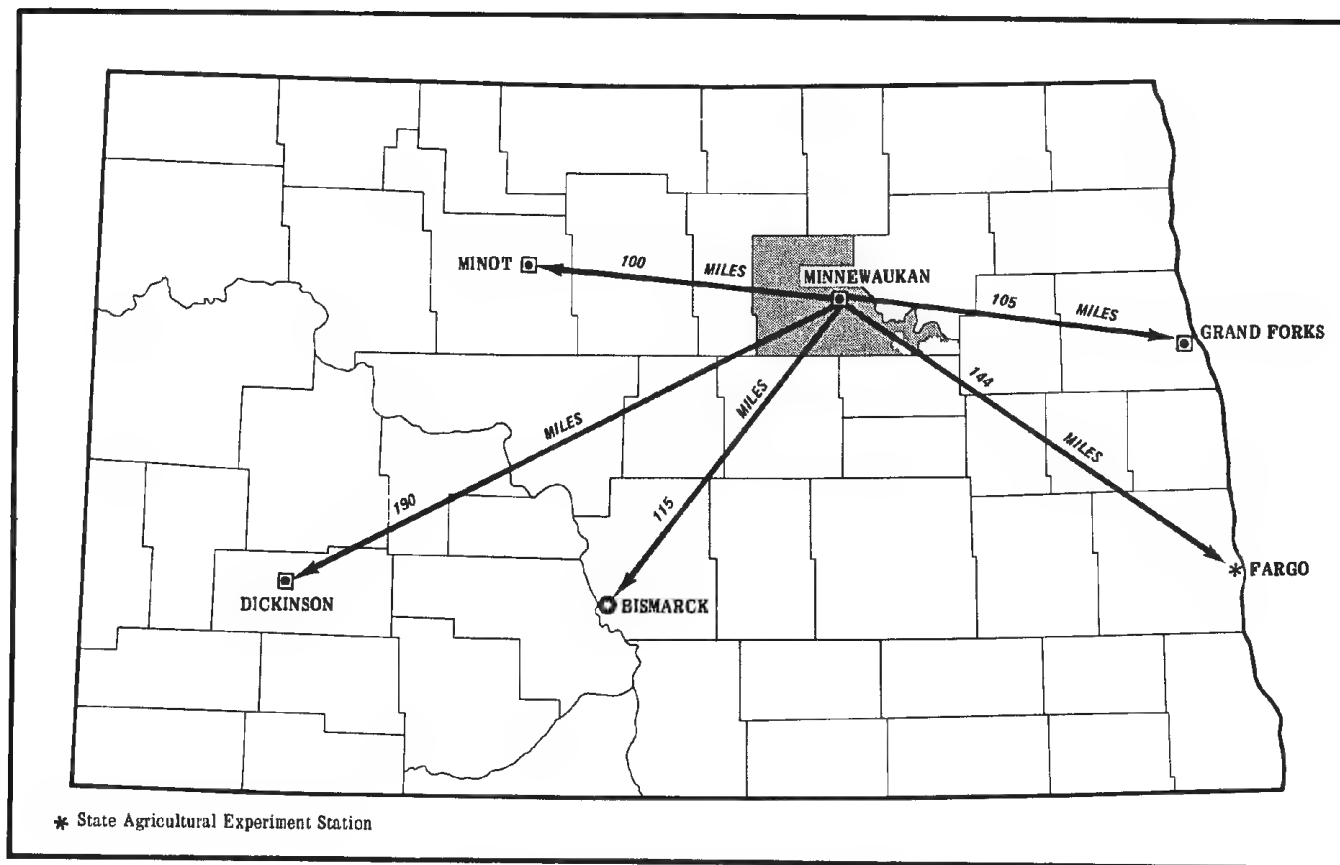 MINOT
100 MILES
MINNEWAUKAN
105 MILES
GRAND FORKS
144 MILES
MILES
MILES
190
115
FARGO
DICKINSON
BISMARCK
* State Agricultural Experiment Station